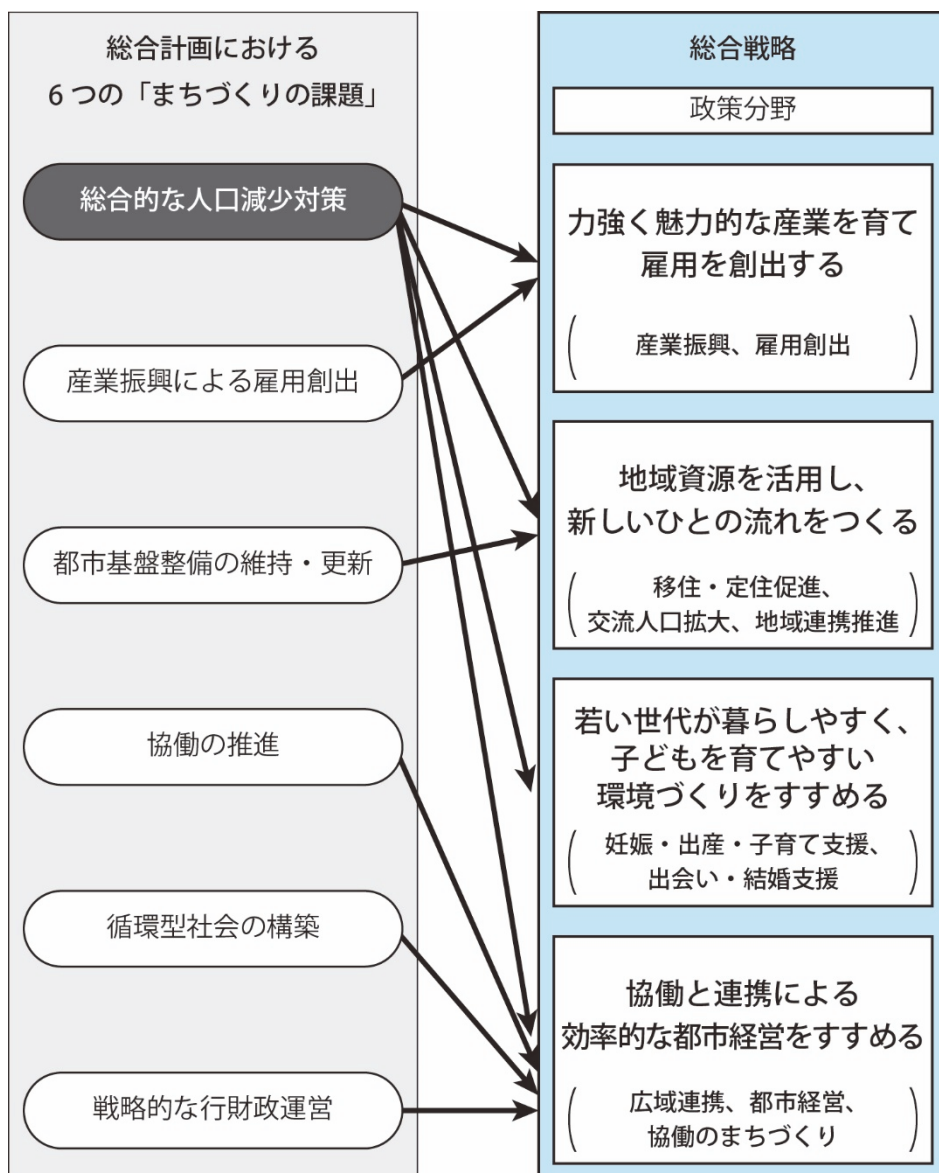 総合計画における
6つの「まちづくりの課題」
総合的な人口減少対策
産業振興による雇用創出
都市基盤整備の維持・更新
協働の推進
循環型社会の構築
戦略的な行財政運営
総合戦略
政策分野
力強く魅力的な産業を育て
雇用を創出する
(産業振興、雇用創出)
地域資源を活用し、
新しいひとの流れをつくる
(移住・定住促進、
交流人口拡大、地域連携推進)
若い世代が暮らしやすく、
子どもを育てやすい
環境づくりをすすめる
(妊娠・出産・子育て支援、
出会い・結婚支援)
協働と連携による
効率的な都市経営をすすめる
(広域連携、都市経営、
協働のまちづくり)